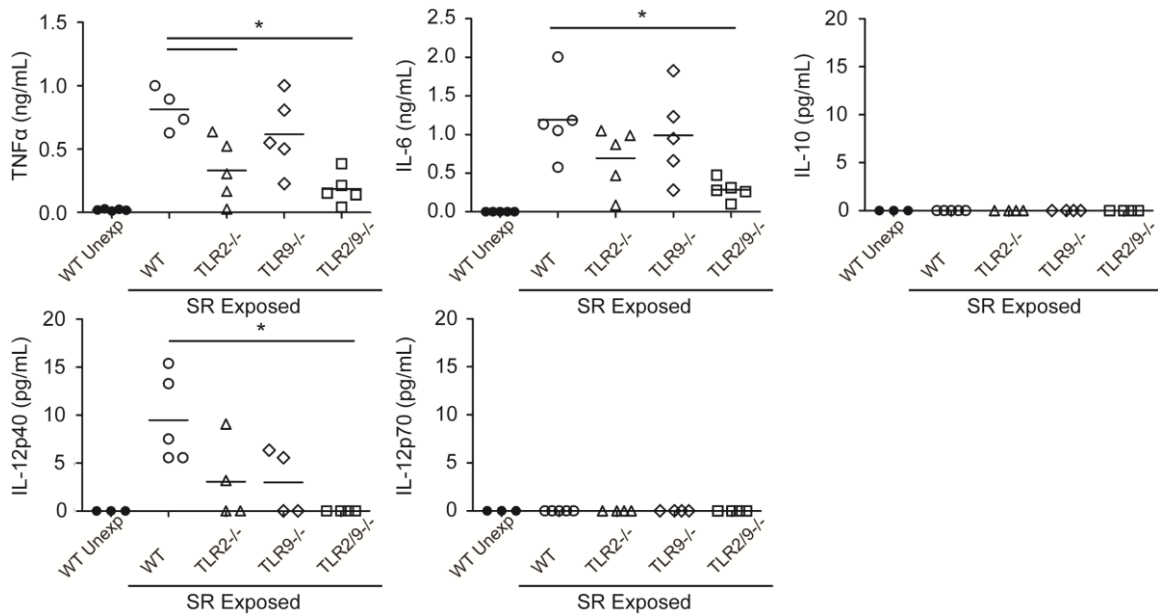 TNFα (ng/mL)
1.5
1.0
0.5
0.0
*
WT Unexp
WT
TLR2-/-
TLR9-/-
TLR2/9-/-
SR Exposed
IL-6 (ng/mL)
2.5
2.0
1.5
1.0
0.5
0.0
*
WT Unexp
WT
TLR2-/-
TLR9-/-
TLR2/9-/-
SR Exposed
IL-10 (pg/mL)
20
15
10
5
0
WT Unexp
WT
TLR2-/-
TLR9-/-
TLR2/9-/-
SR Exposed
IL-12p40 (pg/mL)
20
15
10
5
0
*
WT Unexp
WT
TLR2-/-
TLR9-/-
TLR2/9-/-
SR Exposed
IL-12p70 (pg/mL)
20
15
10
5
0
WT Unexp
WT
TLR2-/-
TLR9-/-
TLR2/9-/-
SR Exposed